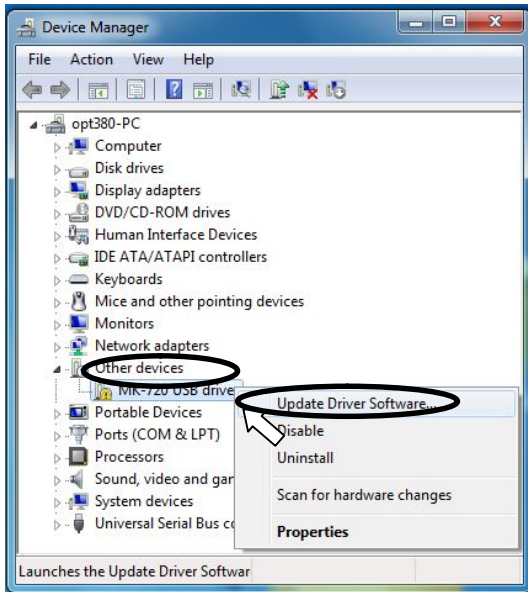 Device Manager
File Action View Help
opt380-PC
Computer
Disk drives
Display adapters
DVD/CD-ROM drives
Human Interface Devices
IDE ATA/ATAPI controllers
Keyboards
Mice and other pointing devices
Monitors
Network adapters
Other devices
MK-720 USB drive
Portable Devices
Ports (COM & LPT)
Processors
Sound, video and gar
System devices
Universal Serial Bus co
Update Driver Software...
Disable
Uninstall
Scan for hardware changes
Properties
Launches the Update Driver Softwar